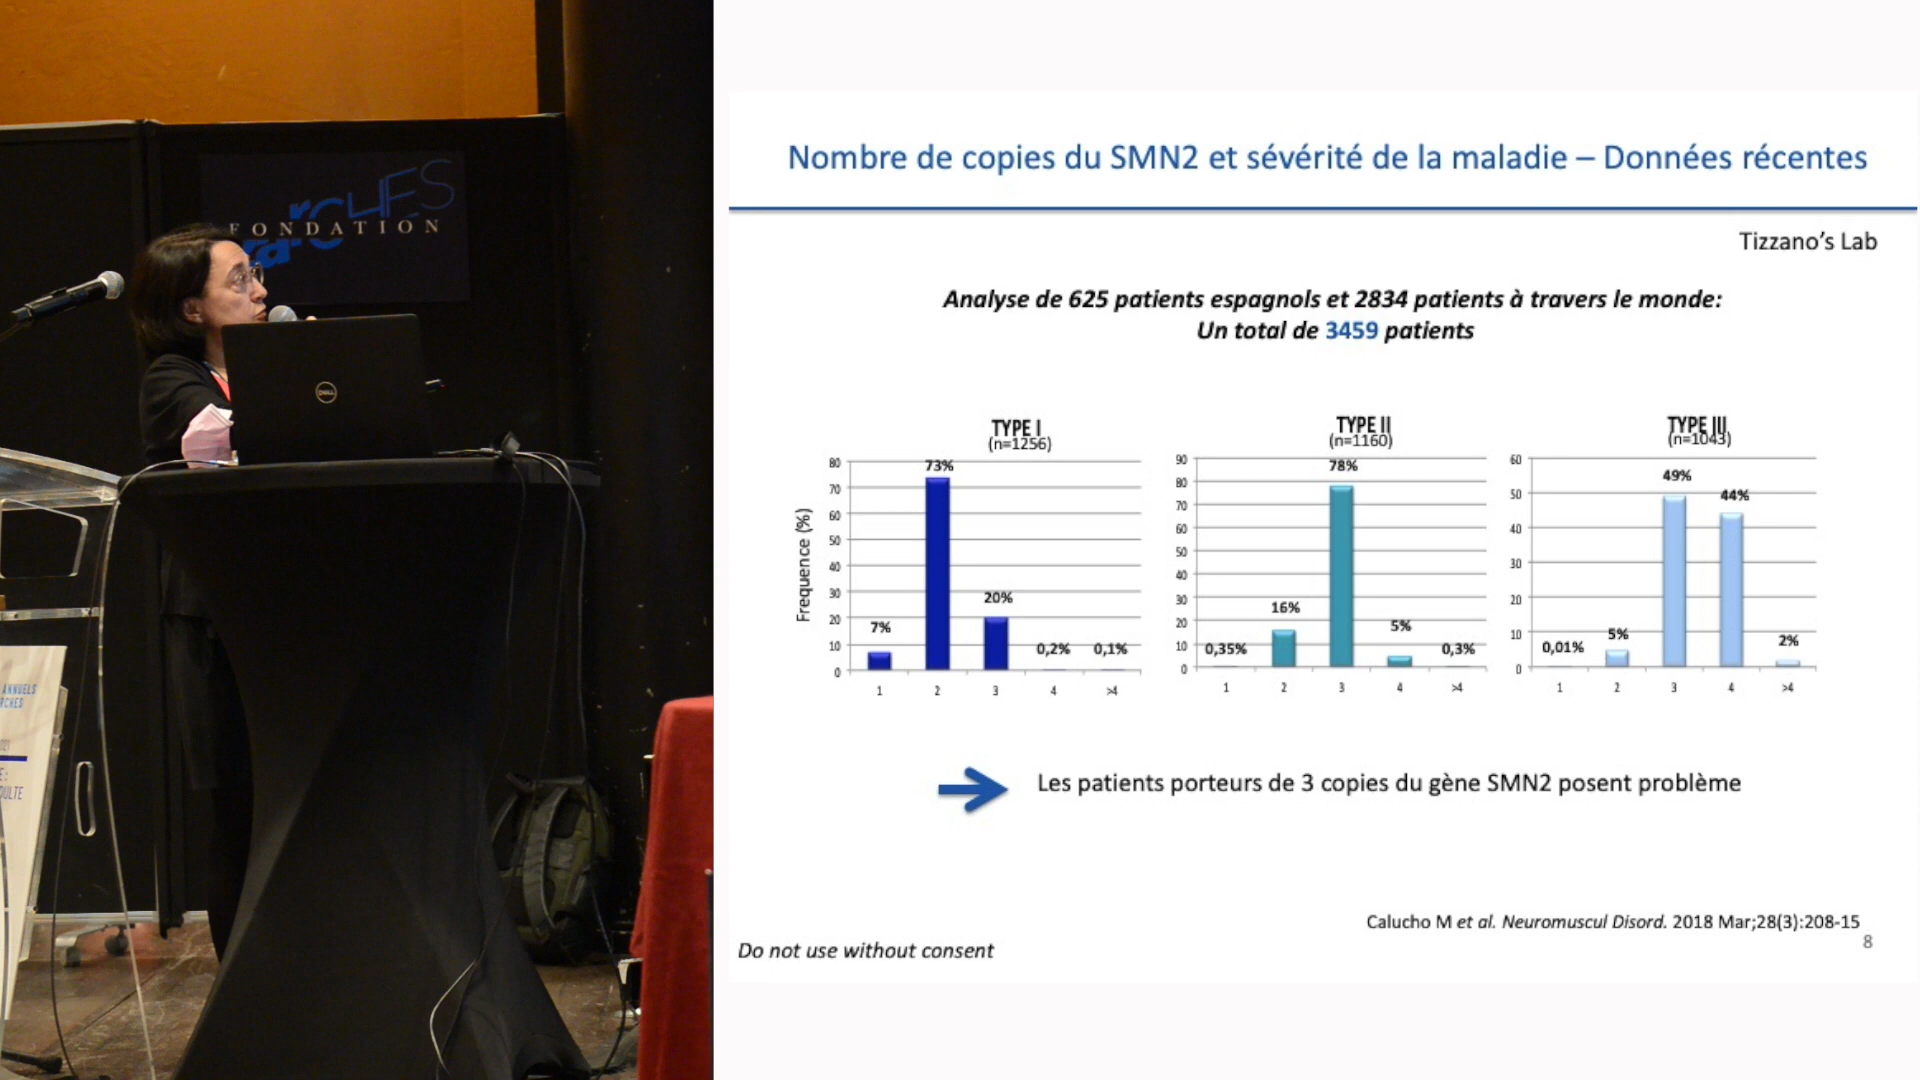 arCHES
FONDATION
DELL
ANNUELS
RCHES
Nombre de copies du SMN2 et sévérité de la maladie – Données récentes
Tizzano’s Lab
Analyse de 625 patients espagnols et 2834 patients à travers le monde:
Un total de 3459 patients
TYPE I
(n=1256)
Frequence (%)
80
70
60
50
40
30
20
10
0
7%
73%
20%
0,2%
0,1%
1 2 3 4 >4
TYPE II
(n=1160)
90
80
70
60
50
40
30
20
10
0
0,35%
16%
78%
5%
0,3%
1 2 3 4 >4
TYPE III
(n=1043)
60
50
40
30
20
10
0
0,01%
5%
49%
44%
2%
1 2 3 4 >4
Les patients porteurs de 3 copies du gène SMN2 posent problème
Calucho M et al. Neuromuscul Disord. 2018 Mar;28(3):208-15
8
Do not use without consent